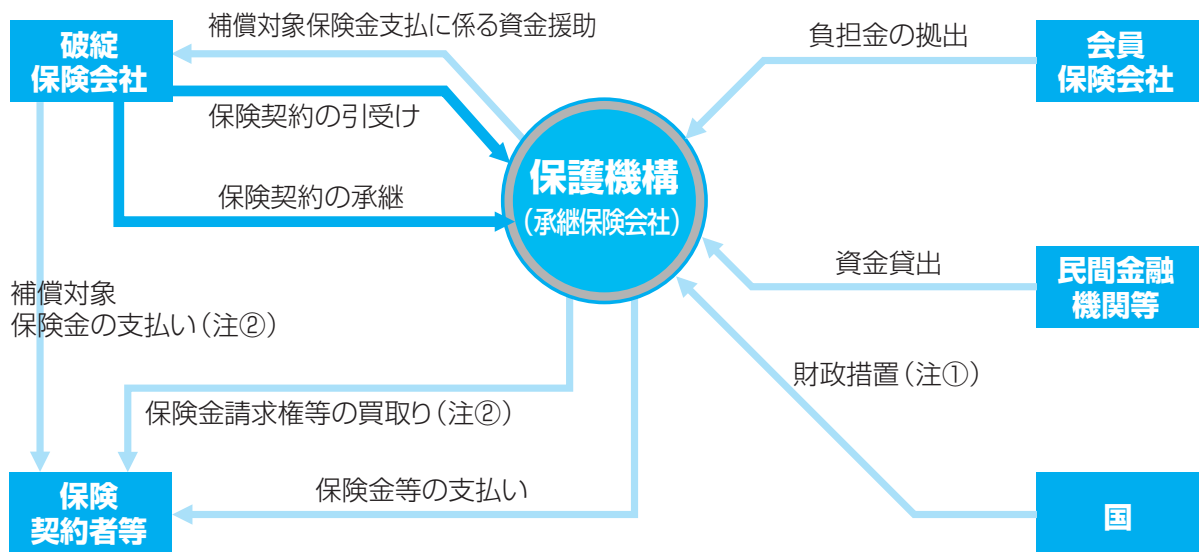 破綻
保険会社
補償対象保険金支払に係る資金援助
負担金の拠出
会員
保険会社
保険契約の引受け
保護機構
(承継保険会社)
保険契約の承継
資金貸出
民間金融
機関等
補償対象
保険金の支払い(注②)
財政措置(注①)
保険金請求権等の買取り(注②)
保険
契約者等
保険金等の支払い
国